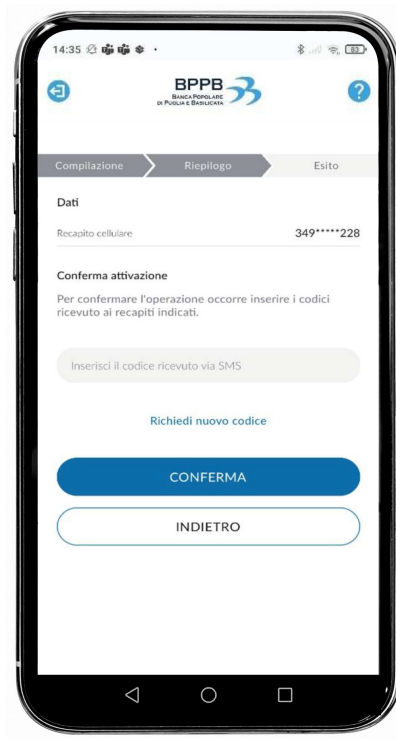 14:35
83
BPPB
BANCA POPOLARE
DI PUGLIA E BASILICATA
?
Compilazione
Riepilogo
Esito
Dati
Recapito cellulare
349*****228
Conferma attivazione
Per confermare l'operazione occorre inserire i codici
ricevuto ai recapiti indicati.
Inserisci il codice ricevuto via SMS
Richiedi nuovo codice
CONFERMA
INDIETRO